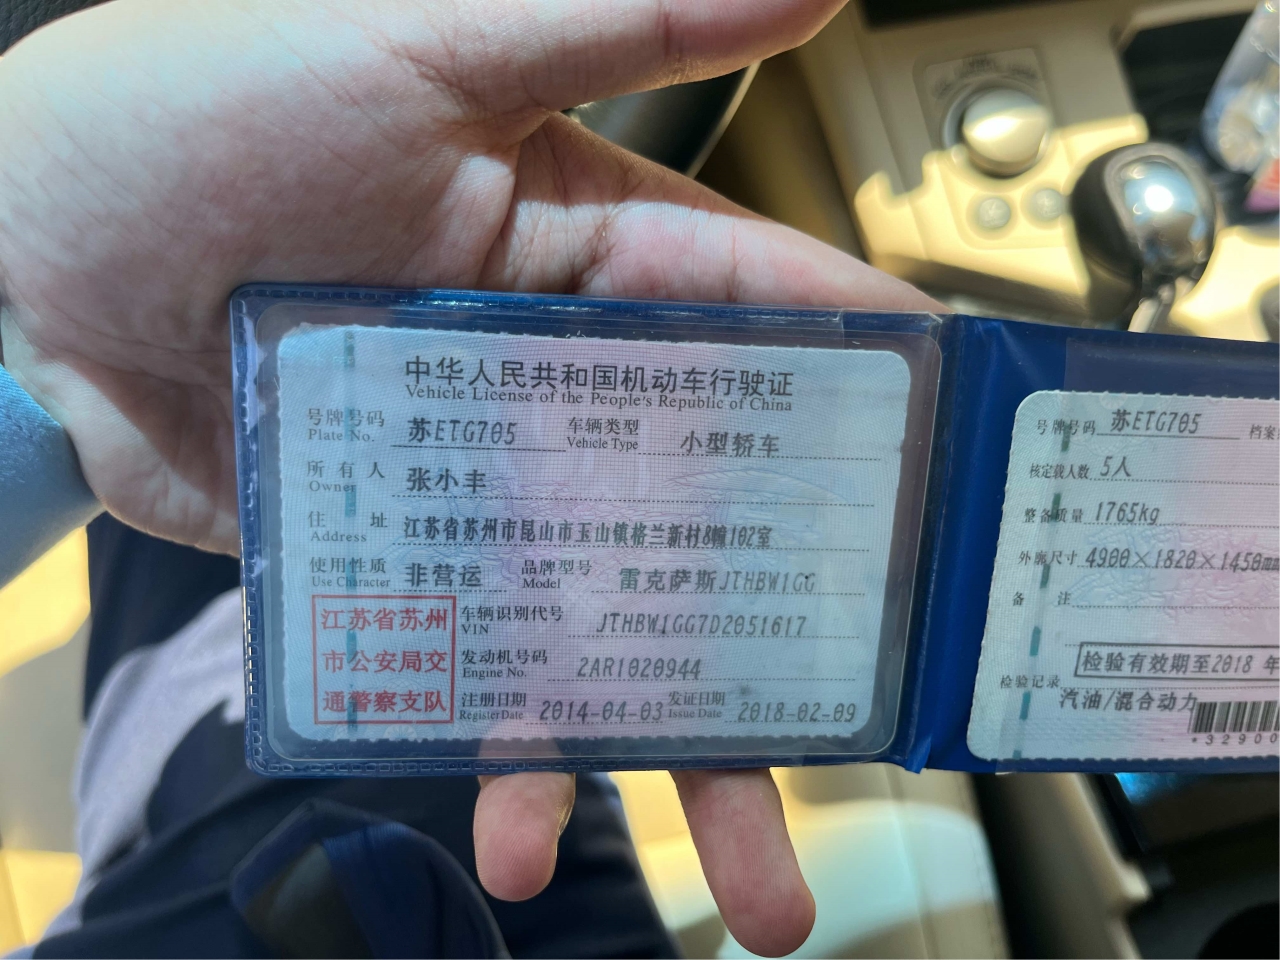 中华人民共和国机动车行驶证
Vehicle License of the People's Republic of China
号牌号码 苏ETG705 车辆类型 小型轿车
Plate No. Vehicle Type
所有人 张小丰
Owner
住址 江苏省苏州市昆山市玉山镇格兰新村8幢102室
Address
使用性质 非营运 品牌型号 雷克萨斯JTHBW1GG
Use Character Model
江苏省苏州
市公安局交
通警察支队
车辆识别代号 JTHBW1GG7D2051617
VIN
发动机号码 2AR1020944
Engine No.
注册日期 2014-04-03 发证日期 2018-02-09
Register Date Issue Date
号牌号码 苏ETG705 档案
核定载人数 5人
整备质量 1765kg
外廓尺寸 4900×1820×1450mm
备注
检验有效期至2018 年
检验记录
汽油/混合动力
*32900